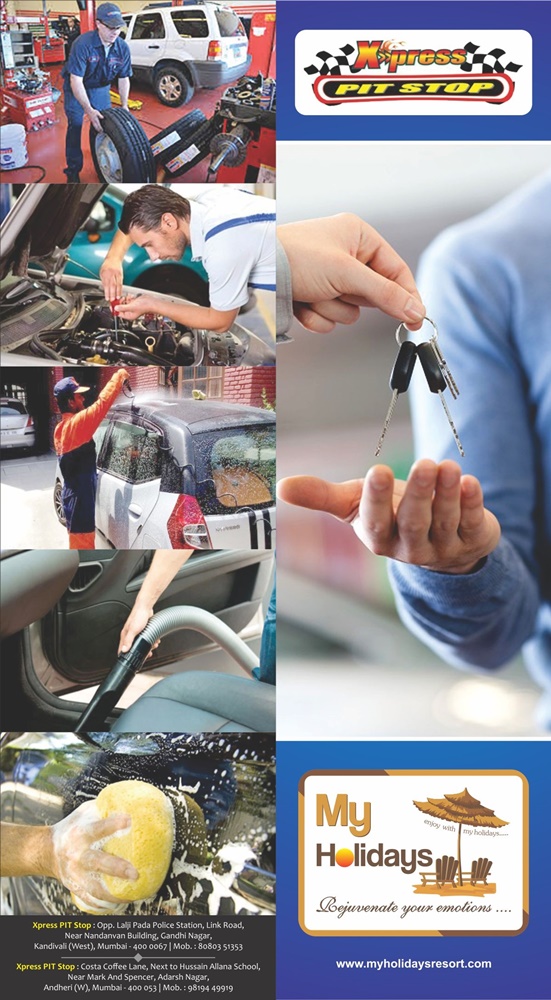 X-press
PIT STOP
My
Holidays
enjoy with my holidays.....
Rejuvenate your emotions ....
www.myholidaysresort.com
Xpress PIT Stop : Opp. Lalji Pada Police Station, Link Road,
Near Nandanvan Building, Gandhi Nagar,
Kandivali (West), Mumbai - 400 0067 | Mob. : 80803 51353
Xpress PIT Stop : Costa Coffee Lane, Next to Hussain Allana School,
Near Mark And Spencer, Adarsh Nagar,
Andheri (W), Mumbai - 400 053 | Mob. : 98194 49919